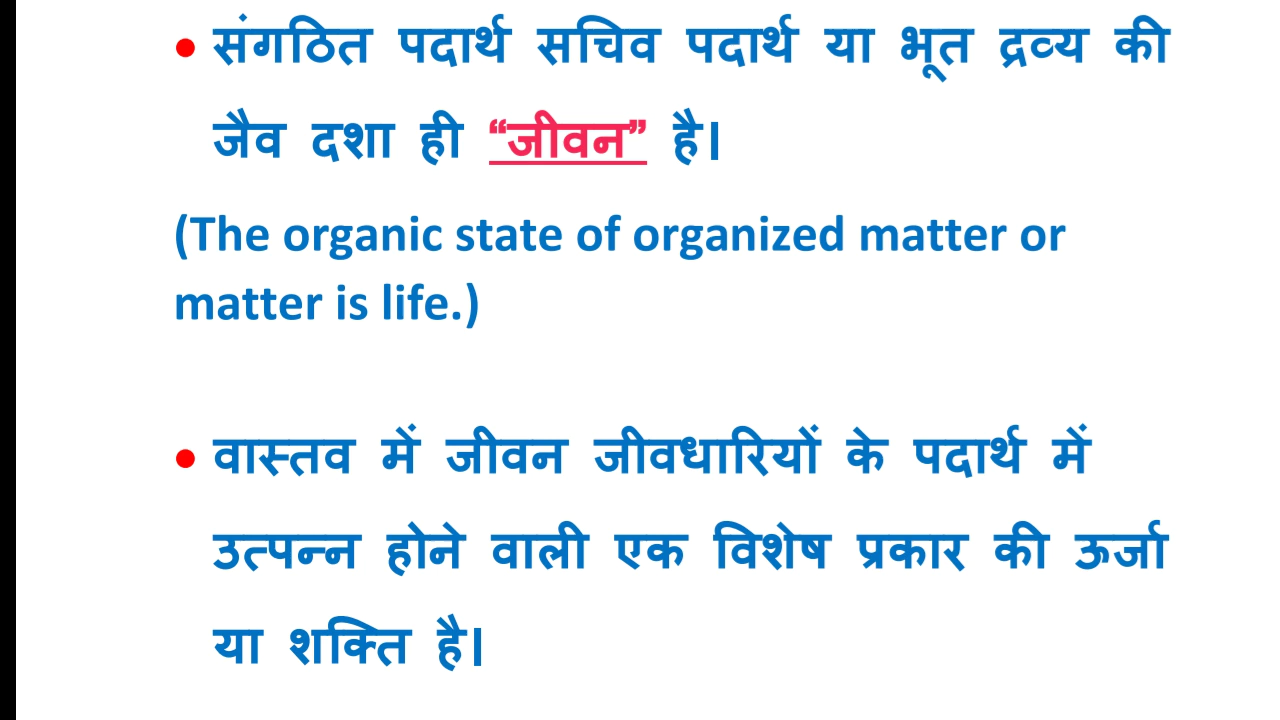 • संगठित पदार्थ सचिव पदार्थ या भूत द्रव्य की
जैव दशा ही “जीवन” है।
(The organic state of organized matter or
matter is life.)
• वास्तव में जीवन जीवधारियों के पदार्थ में
उत्पन्न होने वाली एक विशेष प्रकार की ऊर्जा
या शक्ति है।